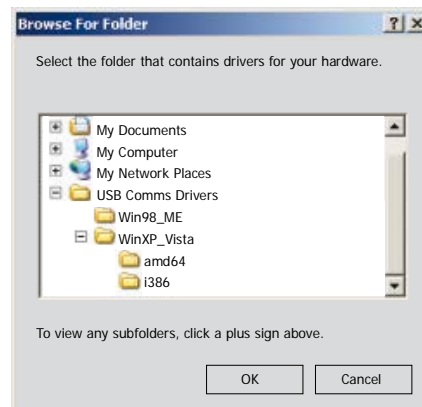 Browse For Folder
Select the folder that contains drivers for your hardware.
My Documents
My Computer
My Network Places
USB Comms Drivers
Win98_ME
WinXP_Vista
amd64
i386
To view any subfolders, click a plus sign above.
OK Cancel